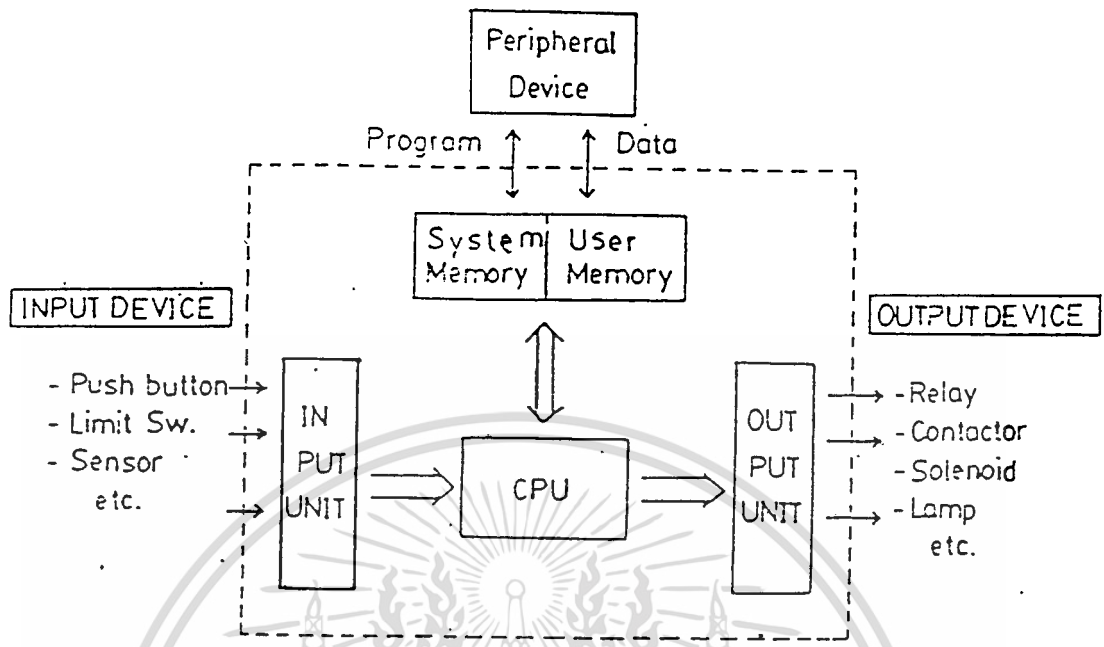 Peripheral
Device
Program
Data
System
Memory
User
Memory
INPUT DEVICE
- Push button
- Limit Sw.
- Sensor
etc.
IN
PUT
UNIT
CPU
OUT
PUT
UNIT
OUTPUT DEVICE
- Relay
- Contactor
- Solenoid
- Lamp
etc.